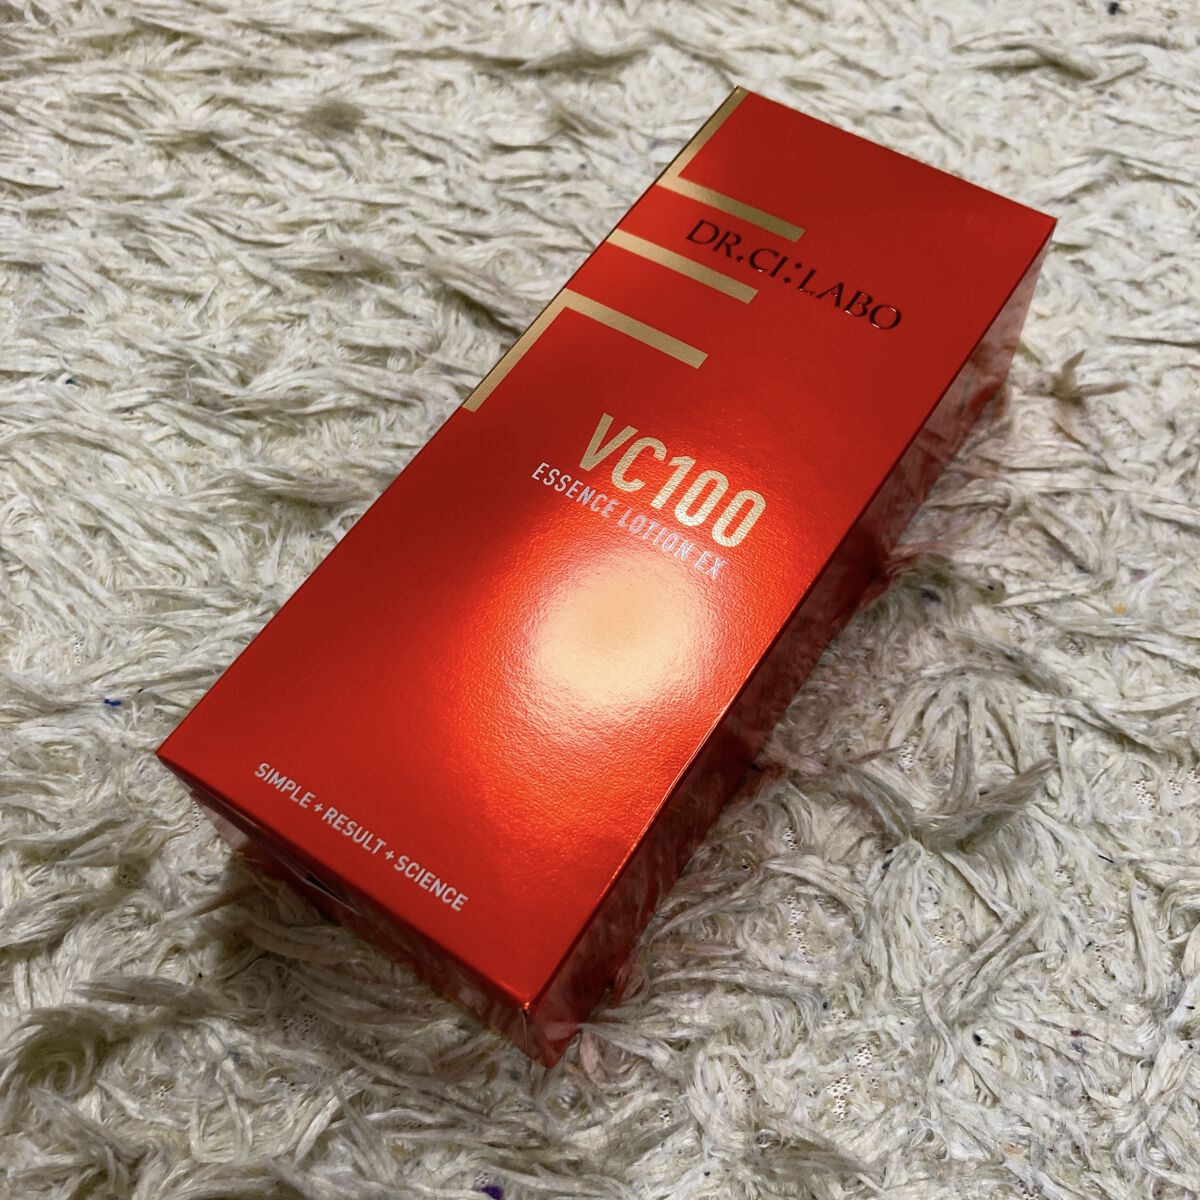 DR.CI:LABO
VC100
ESSENCE LOTION EX
SIMPLE+RESULT+SCIENCE